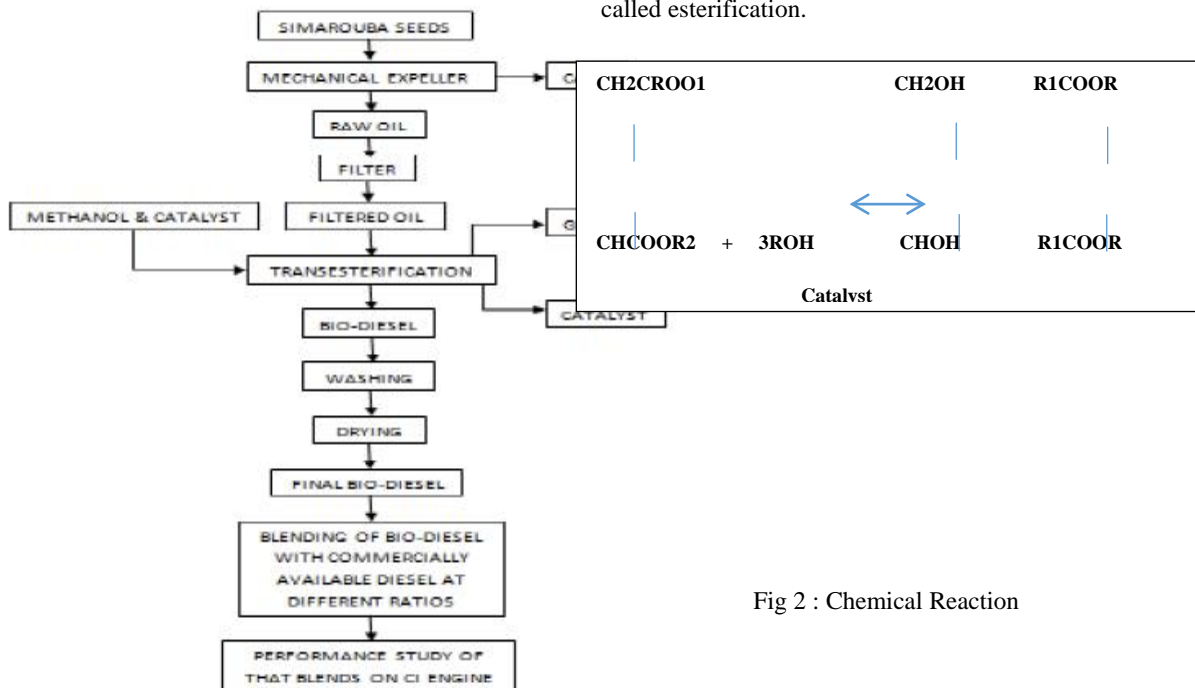 called esterification.
SIMAROUBA SEEDS
MECHANICAL EXPELLER
RAW OIL
FILTER
METHANOL & CATALYST
FILTERED OIL
TRANSESTERIFICATION
CATALYST
BIO-DIESEL
WASHING
DRYING
FINAL BIO-DIESEL
BLENDING OF BIO-DIESEL
WITH COMMERCIALLY
AVAILABLE DIESEL AT
DIFFERENT RATIOS
PERFORMANCE STUDY OF
THAT BLENDS ON CI ENGINE
CH2CROO1 CH2OH R1COOR
CHCOOR2 + 3ROH CHOH R1COOR
Catalyst
Fig 2 : Chemical Reaction